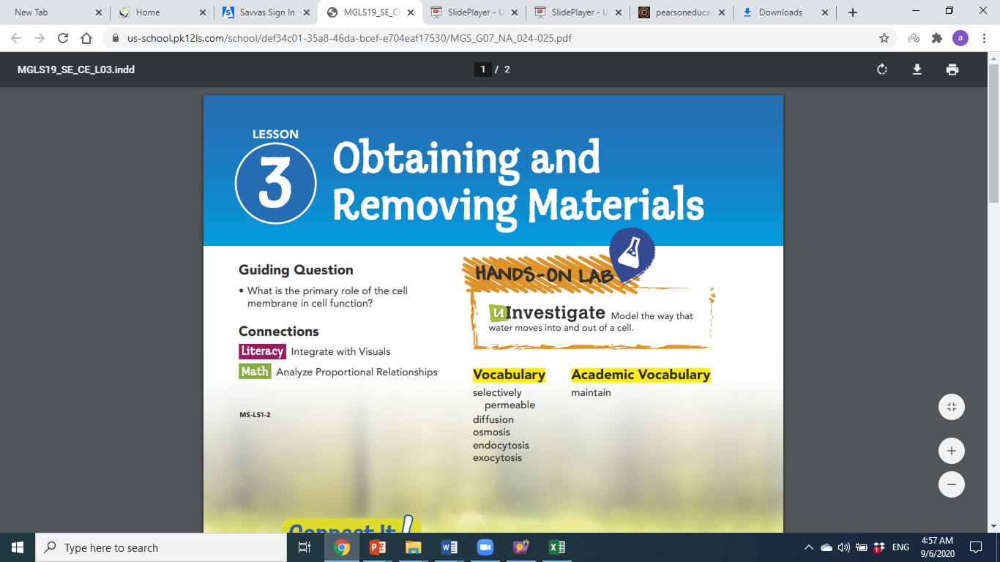 New Tab
Home
Savvas Sign In
MGLS19_SE_CE
SlidePlayer - U
SlidePlayer - U
pearsoneducat
Downloads
us-school.pk12ls.com/school/def34c01-35a8-46da-bcef-e704eaf17530/MGS_G07_NA_024-025.pdf
a
MGLS19_SE_CE_L03.indd
1 / 2
LESSON
3
Obtaining and
Removing Materials
Guiding Question
• What is the primary role of the cell
membrane in cell function?
Connections
Literacy Integrate with Visuals
Math Analyze Proportional Relationships
MS-LS1-2
HANDS-ON LAB
uInvestigate Model the way that
water moves into and out of a cell.
Vocabulary
selectively
permeable
diffusion
osmosis
endocytosis
exocytosis
Academic Vocabulary
maintain
Connect It!
Type here to search
ENG
4:57 AM
9/6/2020